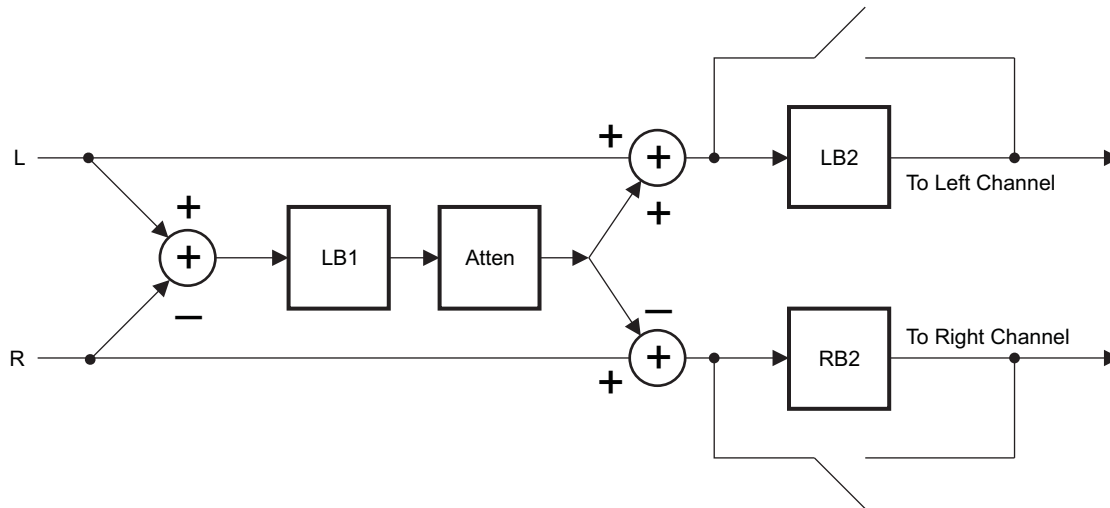 +
L
+
LB2
To Left Channel
+
+
+
LB1
Atten
−
−
To Right Channel
R
+
RB2
+